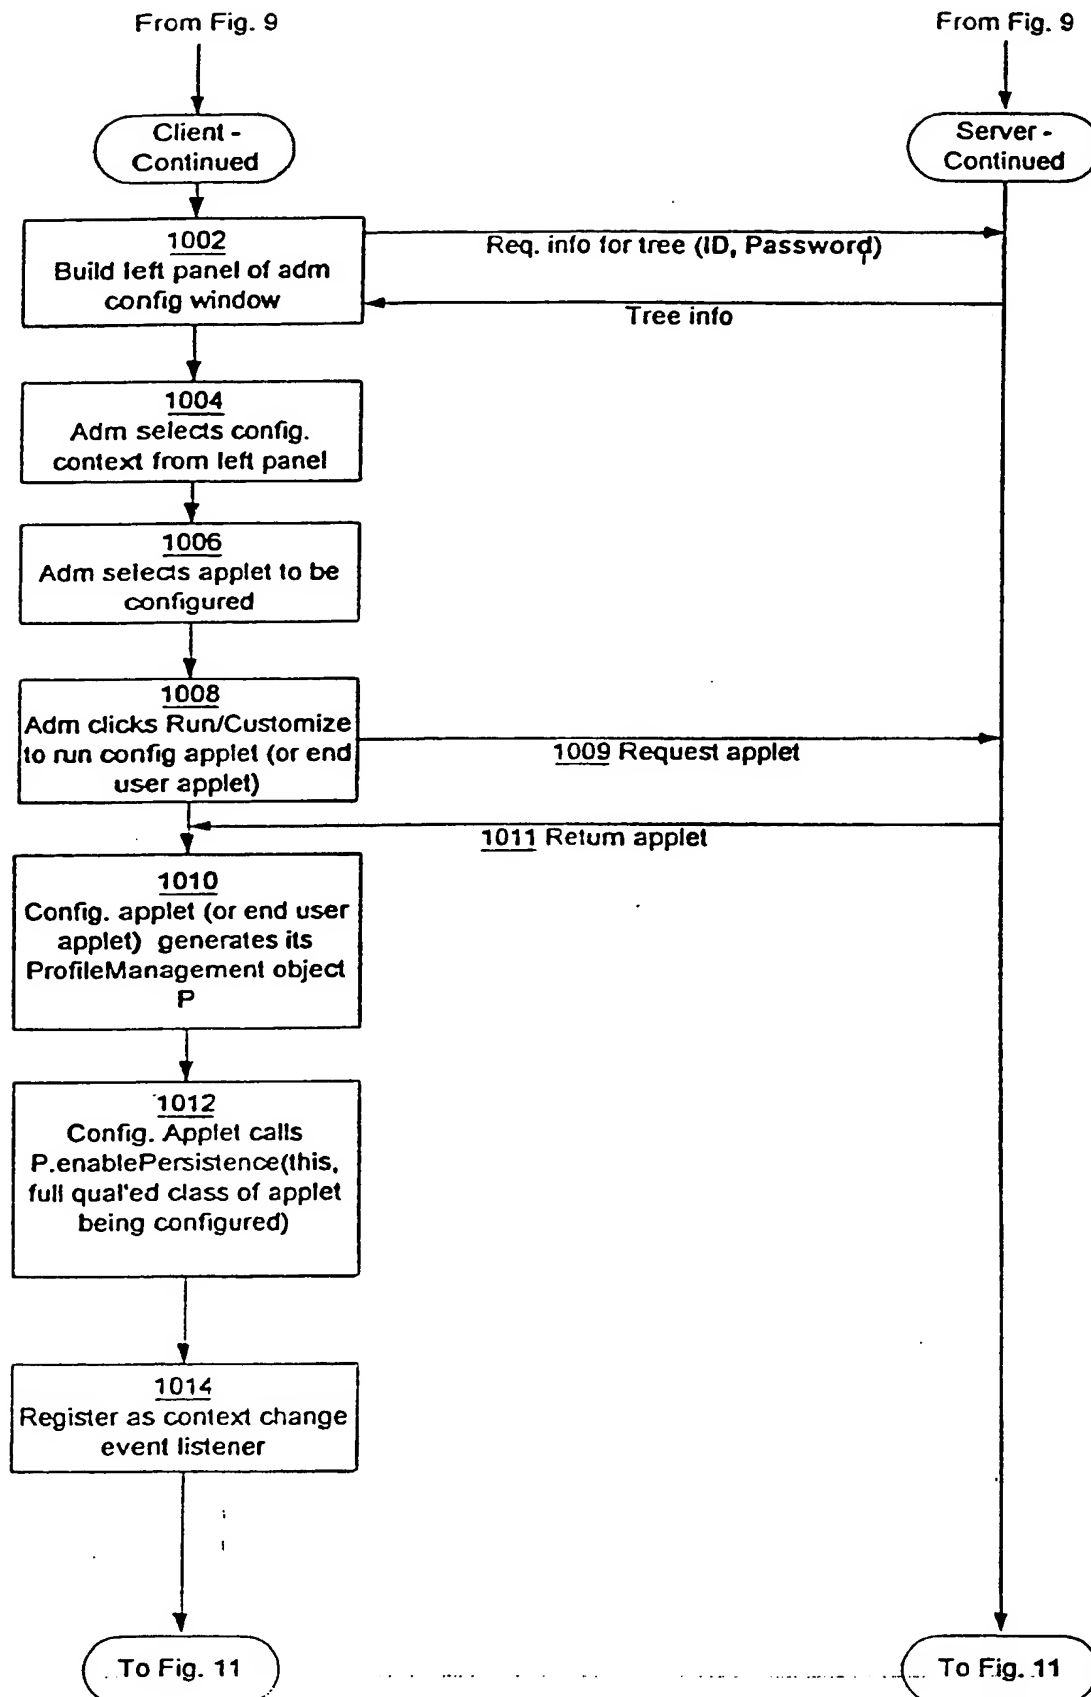 From Fig. 9
From Fig. 9
Client -
Continued
Server -
Continued
1002
Build left panel of adm
config window
Req. info for tree (ID, Password)
Tree info
1004
Adm selects config.
context from left panel
1006
Adm selects applet to be
configured
1008
Adm clicks Run/Customize
to run config applet (or end
user applet)
1009 Request applet
1011 Return applet
1010
Config. applet (or end user
applet) generates its
ProfileManagement object
P
1012
Config. Applet calls
P.enablePersistence(this,
full qual'ed class of applet
being configured)
1014
Register as context change
event listener
To Fig. 11
To Fig. 11